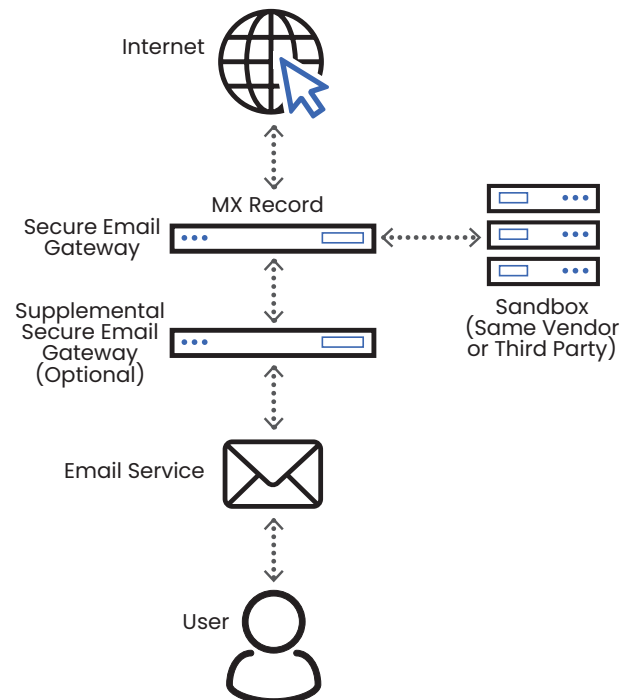 Internet
MX Record
Secure Email
Gateway
Supplemental
Secure Email
Gateway
(Optional)
Sandbox
(Same Vendor
or Third Party)
Email Service
User